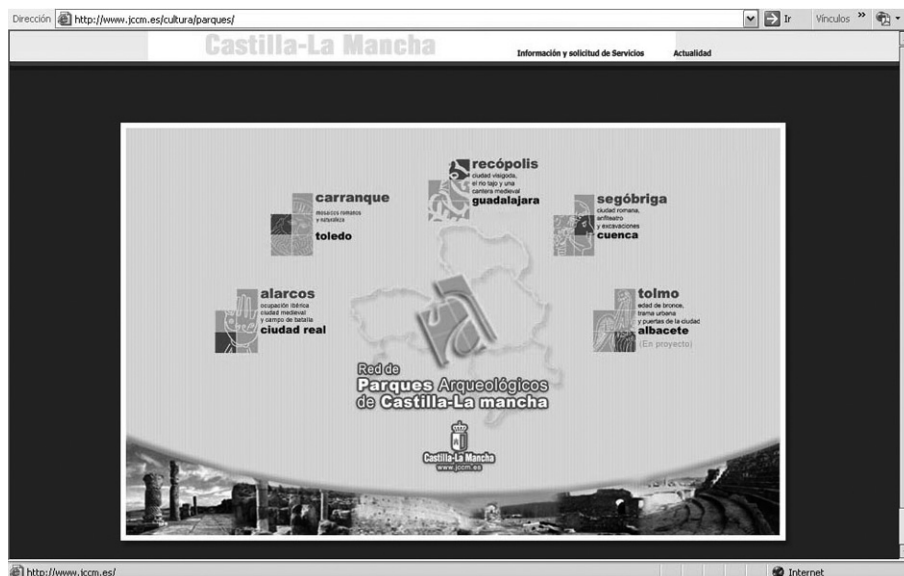 Dirección http://www.jccm.es/cultura/parques/ Ir Vínculos »
Castilla-La Mancha
Información y solicitud de Servicios Actualidad
recópolis
ciudad visigoda,
el río tajo y una
cantera medieval
guadalajara
carranque
mosaicos romanos
y naturaleza
toledo
segóbriga
ciudad romana,
anfiteatro
y excavaciones
cuenca
alarcos
ocupación ibérica
ciudad medieval
y campo de batalla
ciudad real
tolmo
edad de bronce,
trama urbana
y puertas de la ciudad
albacete
(En proyecto)
Red de
Parques Arqueológicos
de Castilla-La mancha
Castilla-La Mancha
www.jccm.es
http://www.jccm.es/ Internet